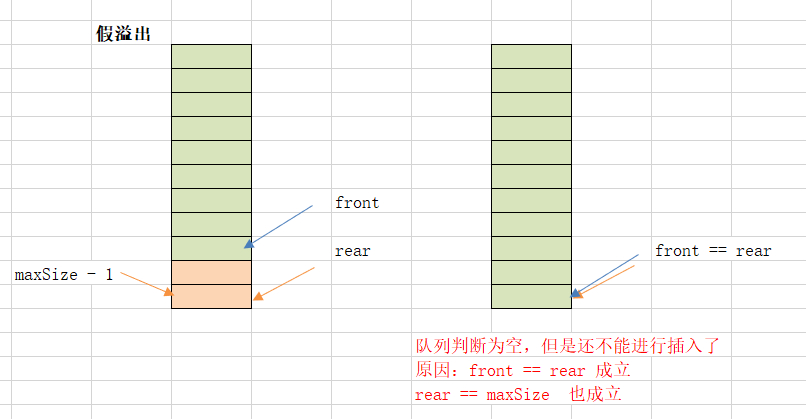 假溢出
front
rear
maxSize - 1
front == rear
队列判断为空，但是还不能进行插入了
原因：front == rear 成立
rear == maxSize 也成立